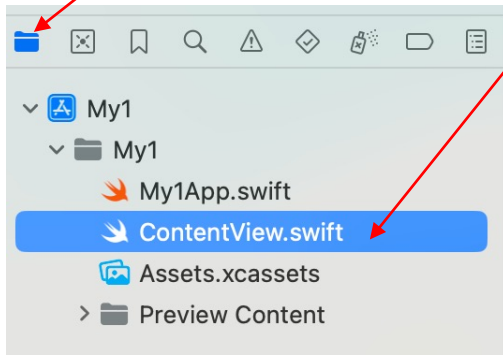 My1
My1
My1App.swift
ContentView.swift
Assets.xcassets
Preview Content